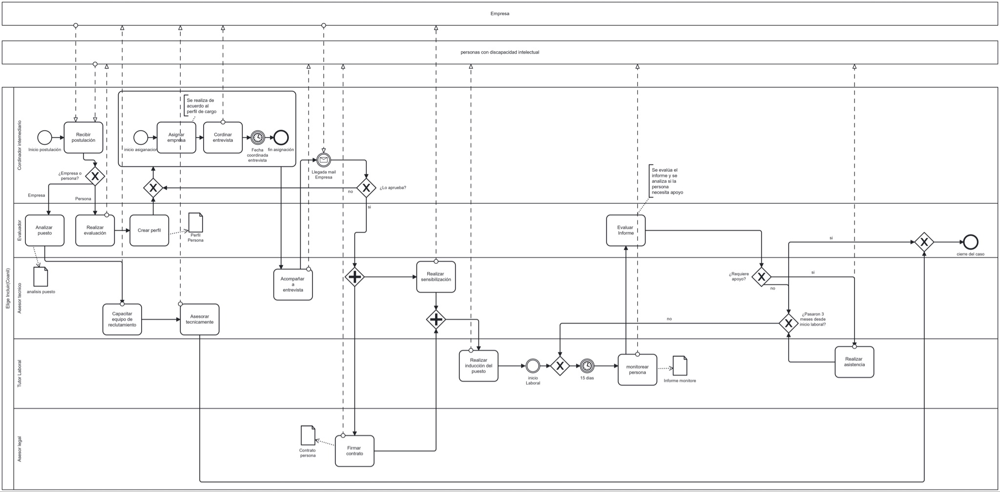 Empresa
personas con discapacidad intelectual
Elige Incluir(Coanil)
Cordinador intemediario
Se realiza de
acuerdo al
perfil de cargo
Recibir
postulación
Inicio postulación
Asignar
empresa
inicio asiganacion
Cordinar
entrevista
Fecha
coordinada
entrevista
fin asignación
¿Empresa o
persona?
Empresa
Persona
Llegada mail
Empresa
¿Lo aprueba?
no
si
Se evalúa el
informe y se
analiza si la
persona
necesita apoyo
Evaluador
Analizar
puesto
Realizar
evaluación
Crear perfil
Perfil
Persona
Evaluar
Informe
si
cierre del caso
Asesor tecnico
analisis puesto
Acompañar
a
entrevista
Realizar
sensibilización
¿Requiere
apoyo?
si
no
Capacitar
equipo de
reclutamiento
Asesorar
tecnicamente
¿Pasaron 3
meses desde
inicio laboral?
no
Tutor Laboral
Realizar
inducción del
puesto
inicio
Laboral
15 dias
monitorear
persona
Informe monitore
Realizar
asistencia
Asesor legal
Contrato
persona
Firmar
contrato